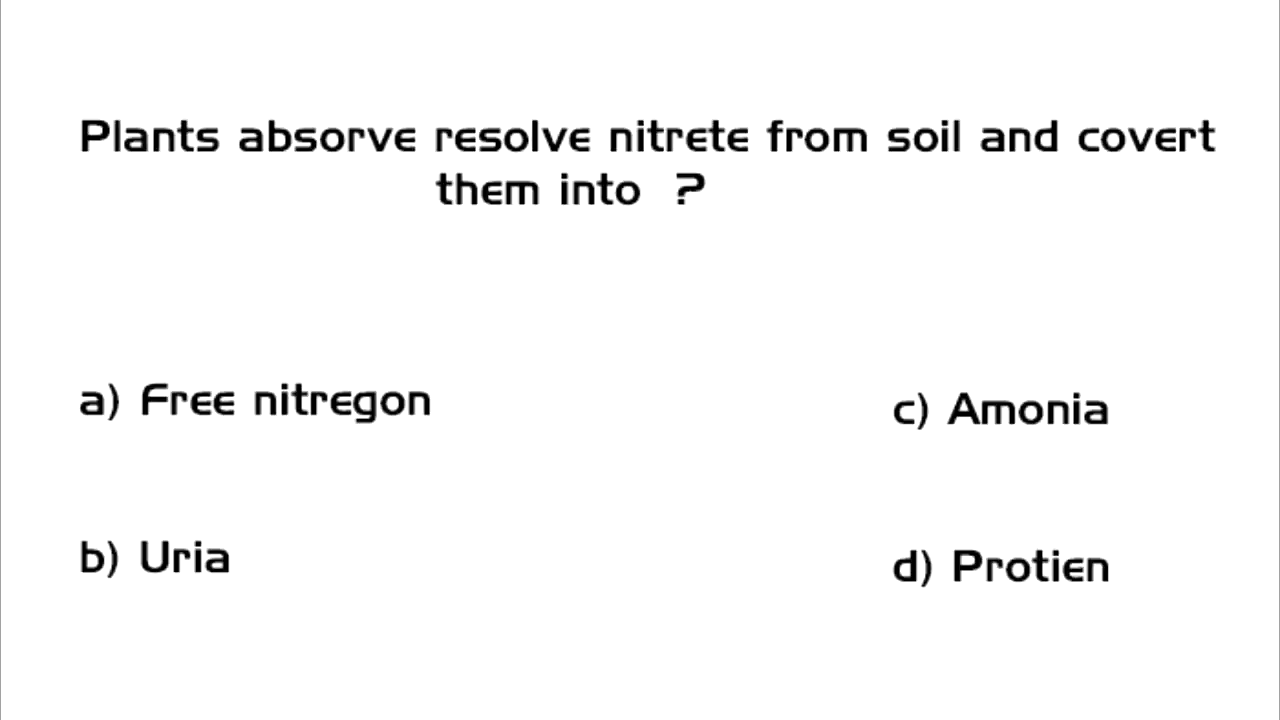 Plants absorve resolve nitrete from soil and covert
them into ?
a) Free nitregon
c) Amonia
b) Uria
d) Protien